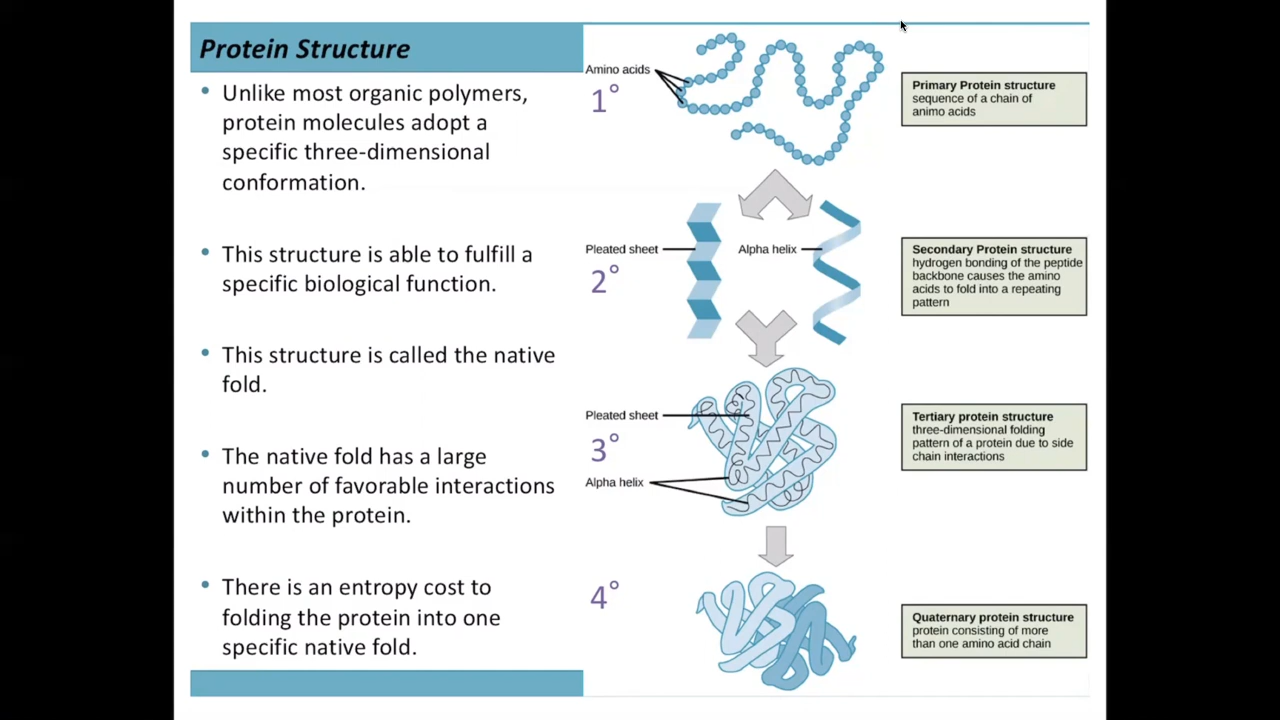 Protein Structure
• Unlike most organic polymers,
protein molecules adopt a
specific three-dimensional
conformation.
• This structure is able to fulfill a
specific biological function.
• This structure is called the native
fold.
• The native fold has a large
number of favorable interactions
within the protein.
• There is an entropy cost to
folding the protein into one
specific native fold.
Amino acids
1°
Primary Protein structure
sequence of a chain of
animo acids
Pleated sheet
Alpha helix
2°
Secondary Protein structure
hydrogen bonding of the peptide
backbone causes the amino
acids to fold into a repeating
pattern
Pleated sheet
3°
Alpha helix
Tertiary protein structure
three-dimensional folding
pattern of a protein due to side
chain interactions
4°
Quaternary protein structure
protein consisting of more
than one amino acid chain